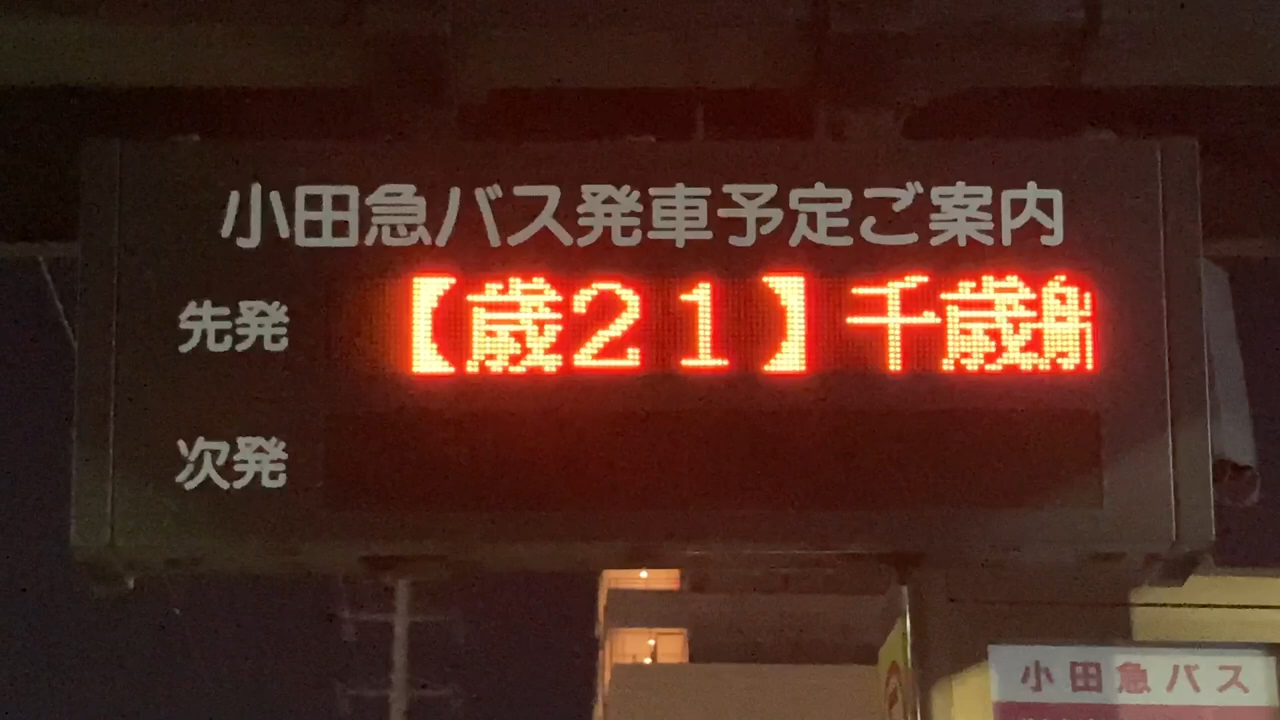 小田急バス発車予定ご案内
先発 【歳21】千歳船
次発
小田急バス